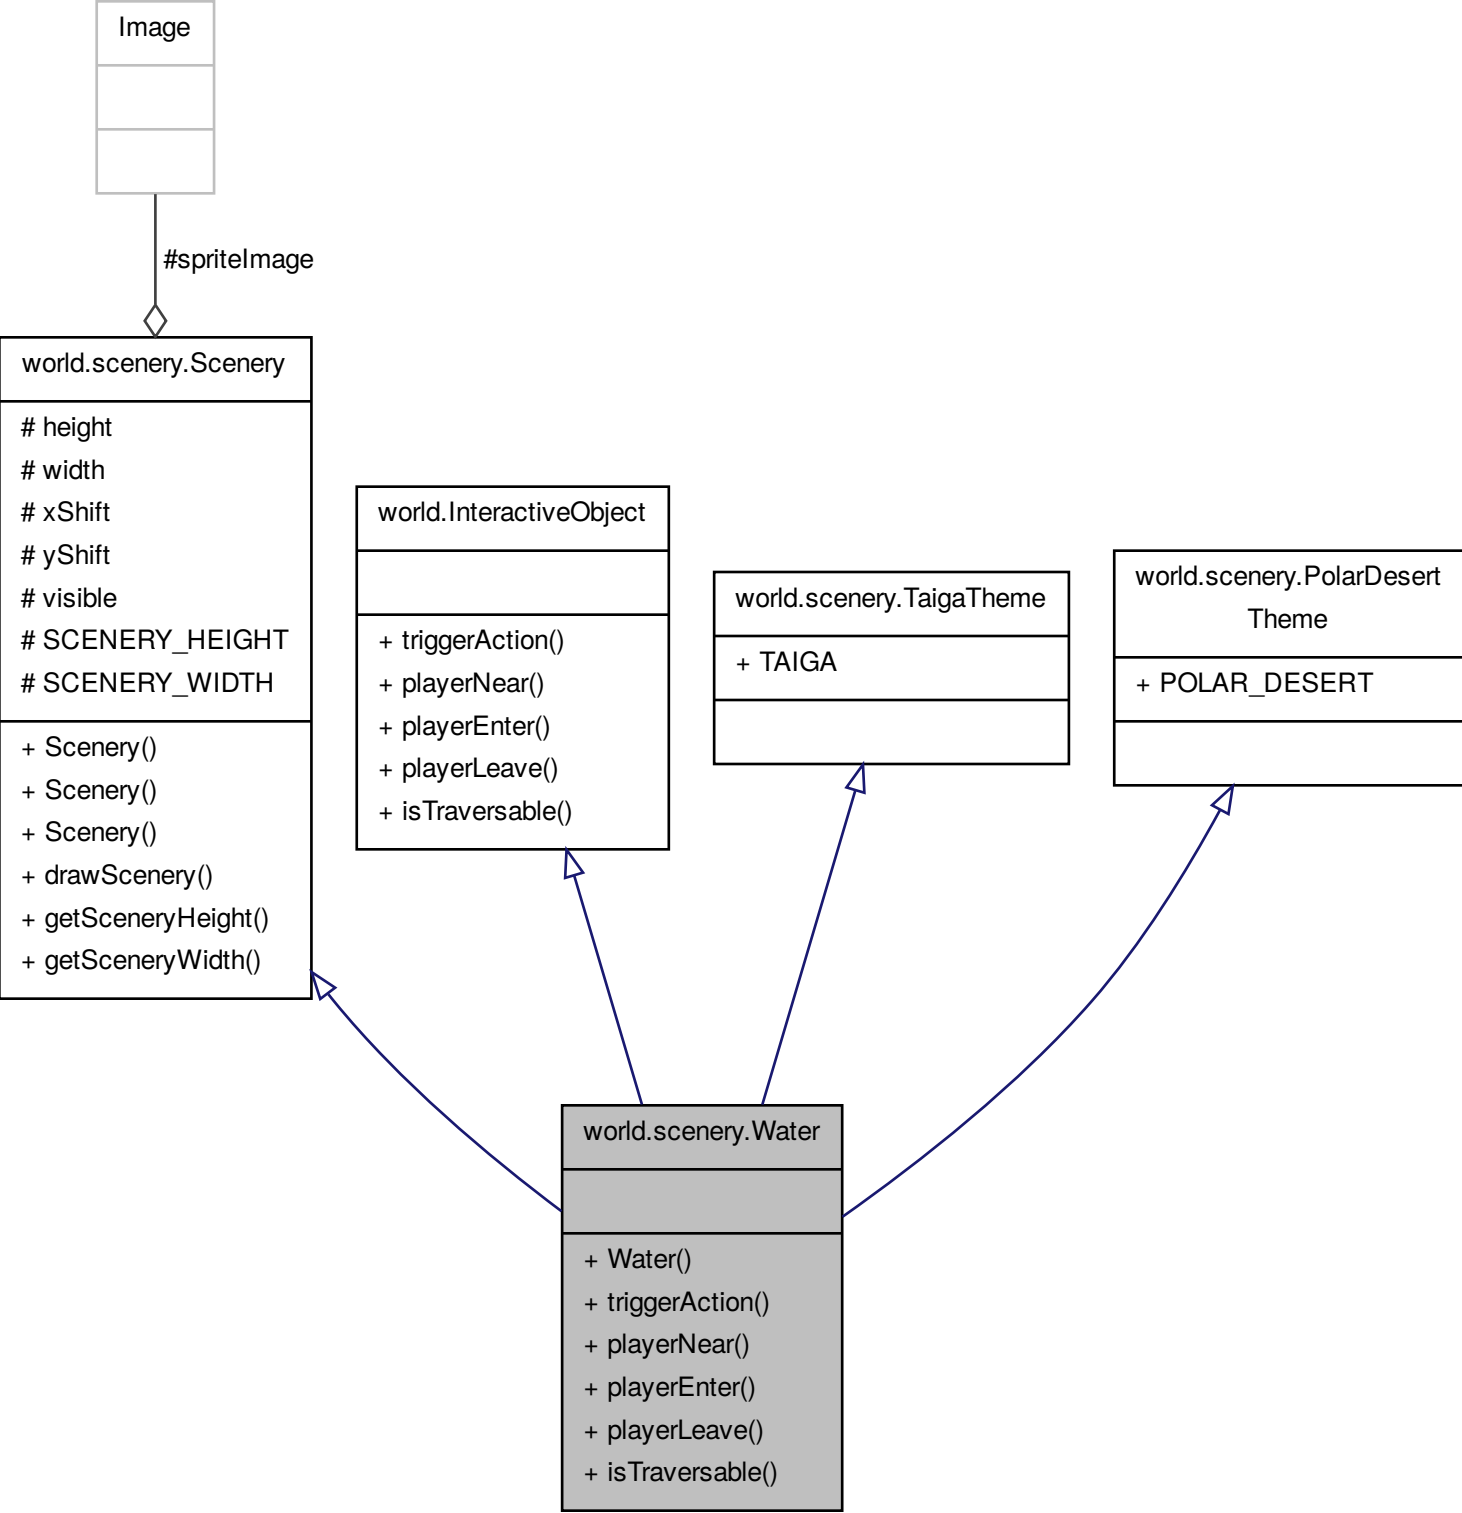 Image
#spriteImage
world.scenery.Scenery
# height
# width
# xShift
# yShift
# visible
# SCENERY_HEIGHT
# SCENERY_WIDTH
+ Scenery()
+ Scenery()
+ Scenery()
+ drawScenery()
+ getSceneryHeight()
+ getSceneryWidth()
world.InteractiveObject
+ triggerAction()
+ playerNear()
+ playerEnter()
+ playerLeave()
+ isTraversable()
world.scenery.TaigaTheme
+ TAIGA
world.scenery.PolarDesert
Theme
+ POLAR_DESERT
world.scenery.Water
+ Water()
+ triggerAction()
+ playerNear()
+ playerEnter()
+ playerLeave()
+ isTraversable()